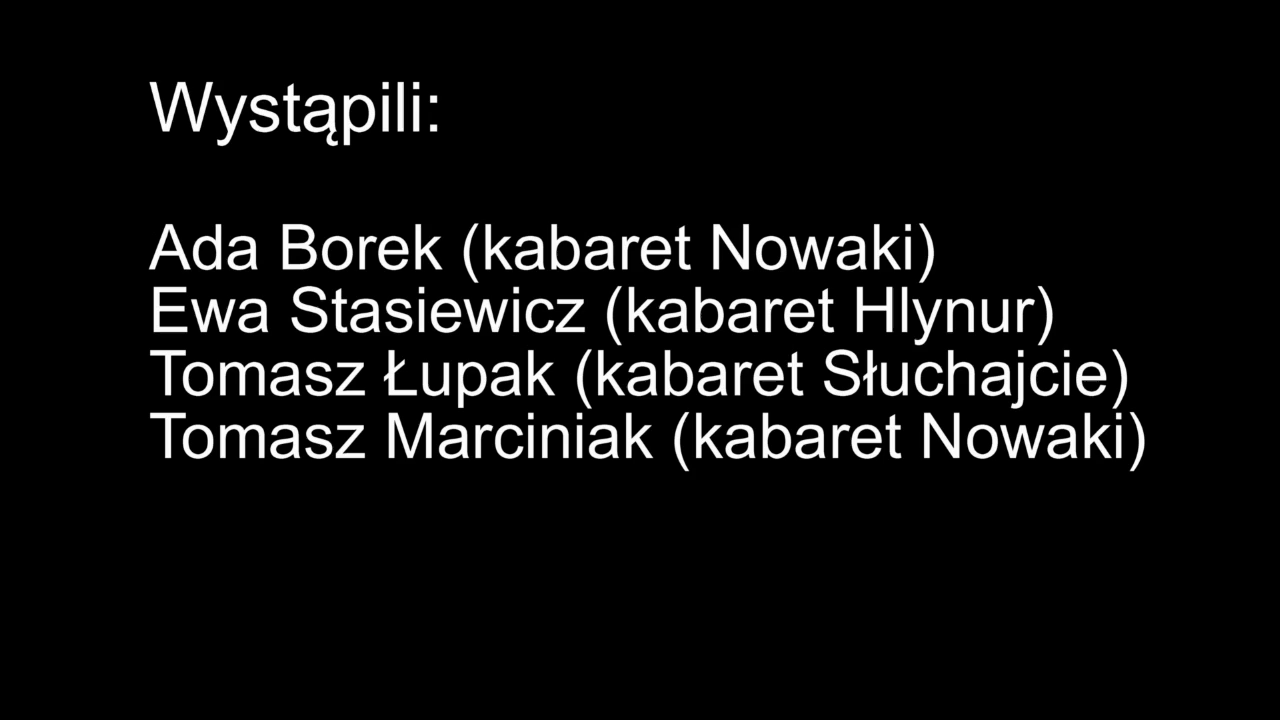 Wystąpili:
Ada Borek (kabaret Nowaki)
Ewa Stasiewicz (kabaret Hlynur)
Tomasz Łupak (kabaret Słuchajcie)
Tomasz Marciniak (kabaret Nowaki)